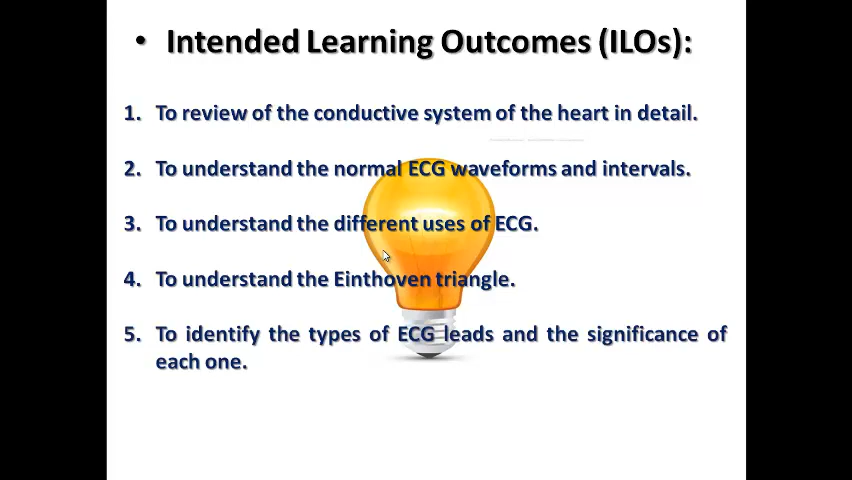 • Intended Learning Outcomes (ILOs):
1. To review of the conductive system of the heart in detail.
2. To understand the normal ECG waveforms and intervals.
3. To understand the different uses of ECG.
4. To understand the Einthoven triangle.
5. To identify the types of ECG leads and the significance of
each one.